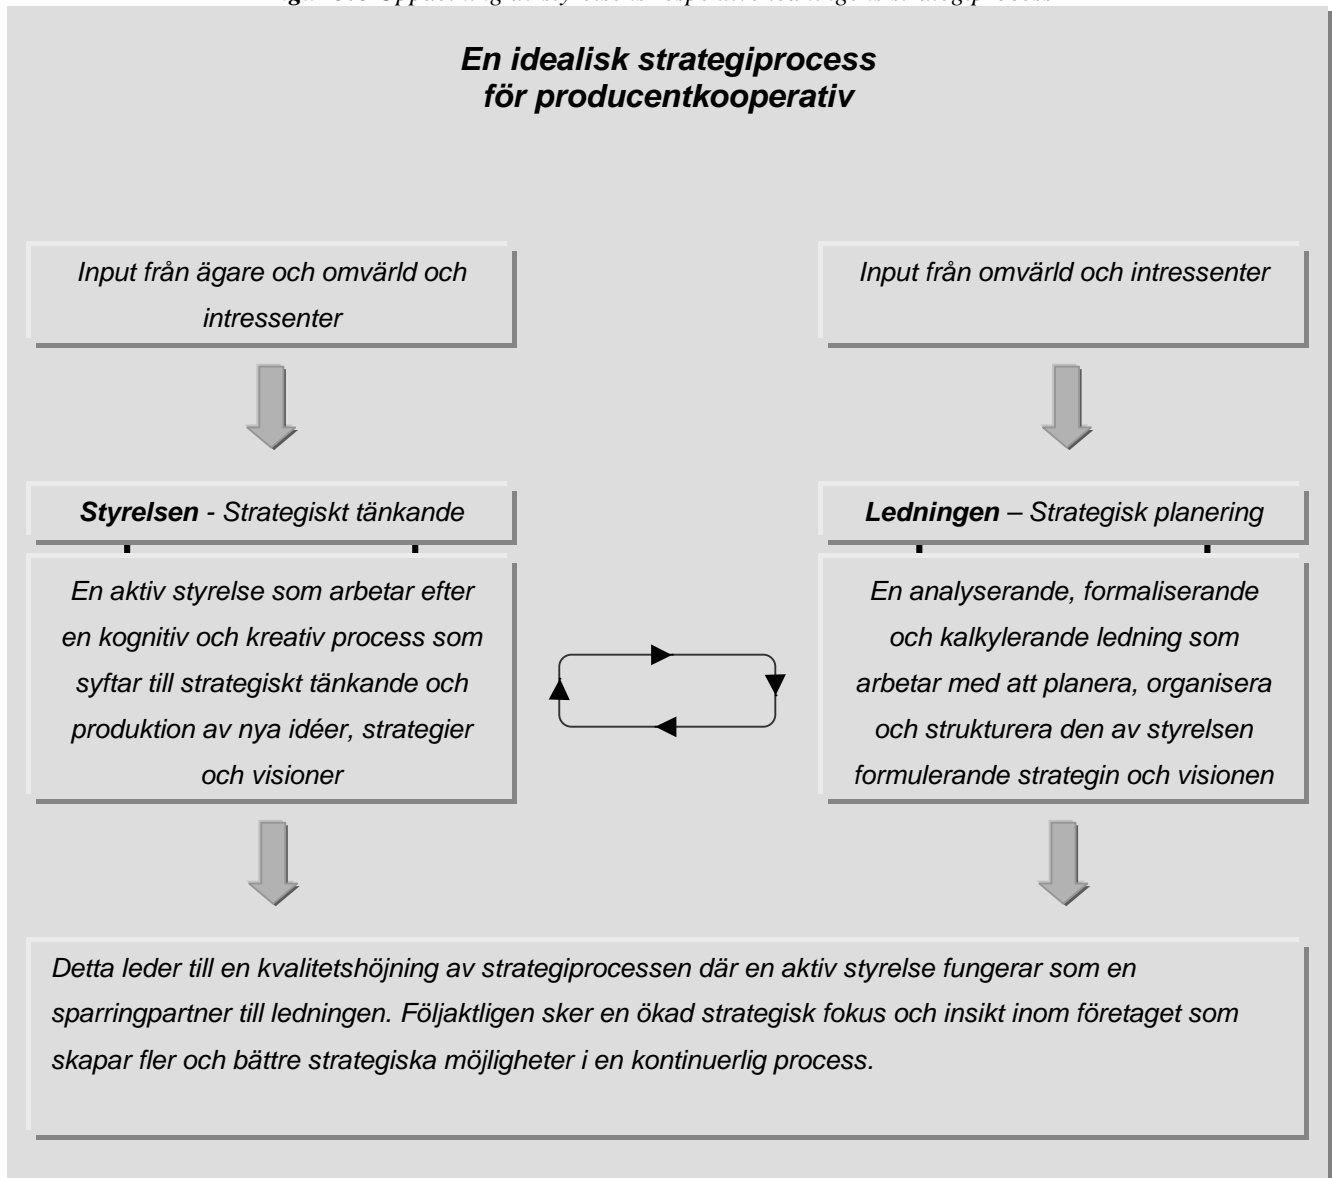 En idealisk strategiprocess
för producentkooperativ
Input från ägare och omvärld och
intressenter
Input från omvärld och intressenter
Styrelsen - Strategiskt tänkande
Ledningen – Strategisk planering
En aktiv styrelse som arbetar efter
en kognitiv och kreativ process som
syftar till strategiskt tänkande och
produktion av nya idéer, strategier
och visioner
En analyserande, formaliserande
och kalkylerande ledning som
arbetar med att planera, organisera
och strukturera den av styrelsen
formulerande strategin och visionen
Detta leder till en kvalitetshöjning av strategiprocessen där en aktiv styrelse fungerar som en
sparringpartner till ledningen. Följaktligen sker en ökad strategisk fokus och insikt inom företaget som
skapar fler och bättre strategiska möjligheter i en kontinuerlig process.